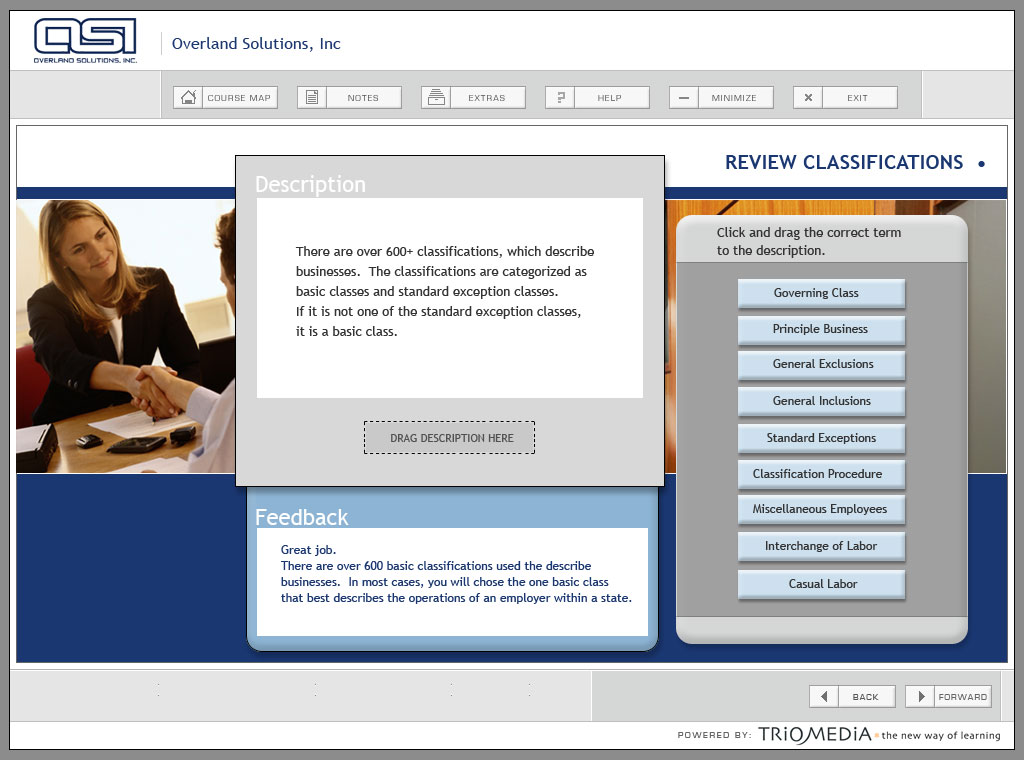 OSI
OVERLAND SOLUTIONS, INC.
Overland Solutions, Inc
COURSE MAP
NOTES
EXTRAS
HELP
MINIMIZE
EXIT
REVIEW CLASSIFICATIONS •
Description
There are over 600+ classifications, which describe
businesses. The classifications are categorized as
basic classes and standard exception classes.
If it is not one of the standard exception classes,
it is a basic class.
DRAG DESCRIPTION HERE
Feedback
Great job.
There are over 600 basic classifications used the describe
businesses. In most cases, you will chose the one basic class
that best describes the operations of an employer within a state.
Click and drag the correct term
to the description.
Governing Class
Principle Business
General Exclusions
General Inclusions
Standard Exceptions
Classification Procedure
Miscellaneous Employees
Interchange of Labor
Casual Labor
BACK
FORWARD
POWERED BY: TRIOMEDIA • the new way of learning